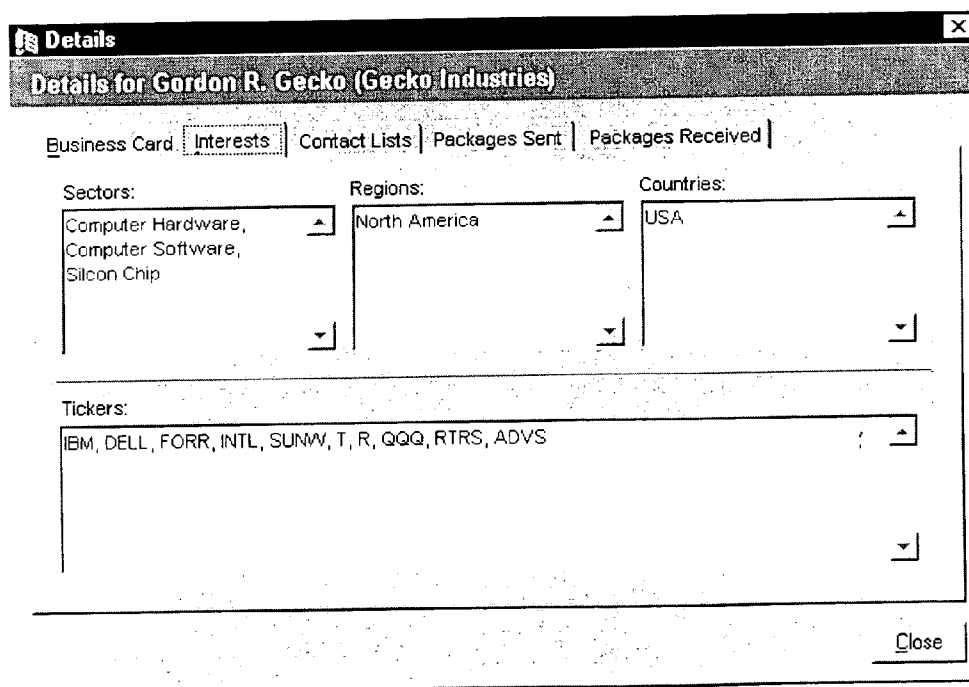 Details
Details for Gordon R. Gecko (Gecko Industries)
Business Card Interests Contact Lists Packages Sent Packages Received
Sectors: Regions: Countries:
Computer Hardware, North America USA
Computer Software,
Silcon Chip
Tickers:
IBM, DELL, FORR, INTL, SUNW, T, R, QQQ, RTRS, ADVS
Close